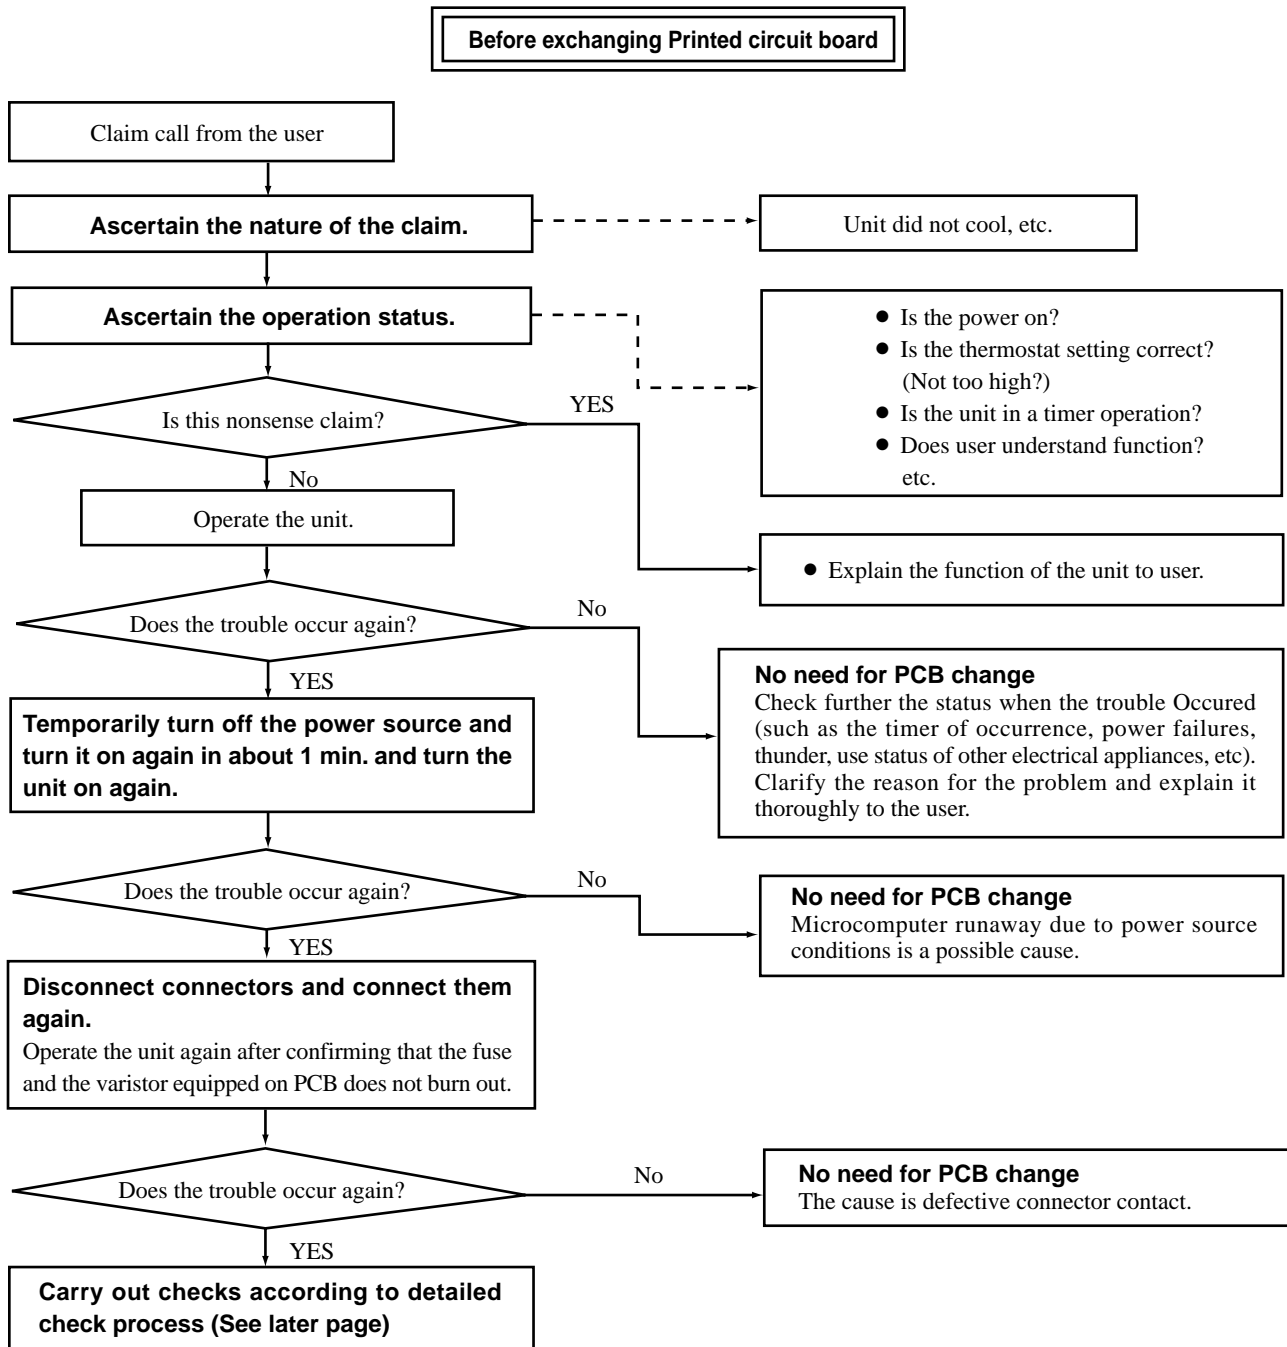 Before exchanging Printed circuit board
Claim call from the user
Ascertain the nature of the claim.
Unit did not cool, etc.
Ascertain the operation status.
● Is the power on?
● Is the thermostat setting correct?
(Not too high?)
● Is the unit in a timer operation?
● Does user understand function?
etc.
Is this nonsense claim?
YES
No
Operate the unit.
● Explain the function of the unit to user.
Does the trouble occur again?
No
YES
No need for PCB change
Check further the status when the trouble Occured
(such as the timer of occurrence, power failures,
thunder, use status of other electrical appliances, etc).
Clarify the reason for the problem and explain it
thoroughly to the user.
Temporarily turn off the power source and
turn it on again in about 1 min. and turn the
unit on again.
Does the trouble occur again?
No
YES
No need for PCB change
Microcomputer runaway due to power source
conditions is a possible cause.
Disconnect connectors and connect them
again.
Operate the unit again after confirming that the fuse
and the varistor equipped on PCB does not burn out.
Does the trouble occur again?
No
YES
No need for PCB change
The cause is defective connector contact.
Carry out checks according to detailed
check process (See later page)